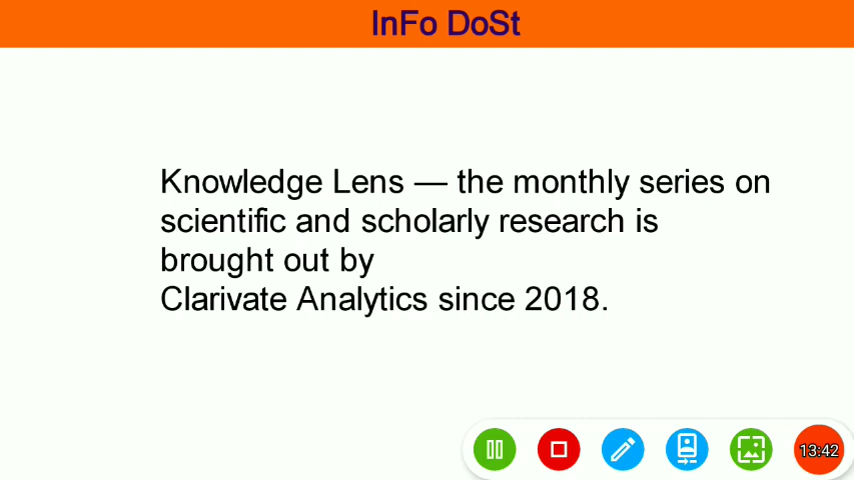 InFo DoSt
Knowledge Lens — the monthly series on
scientific and scholarly research is
brought out by
Clarivate Analytics since 2018.
13:42